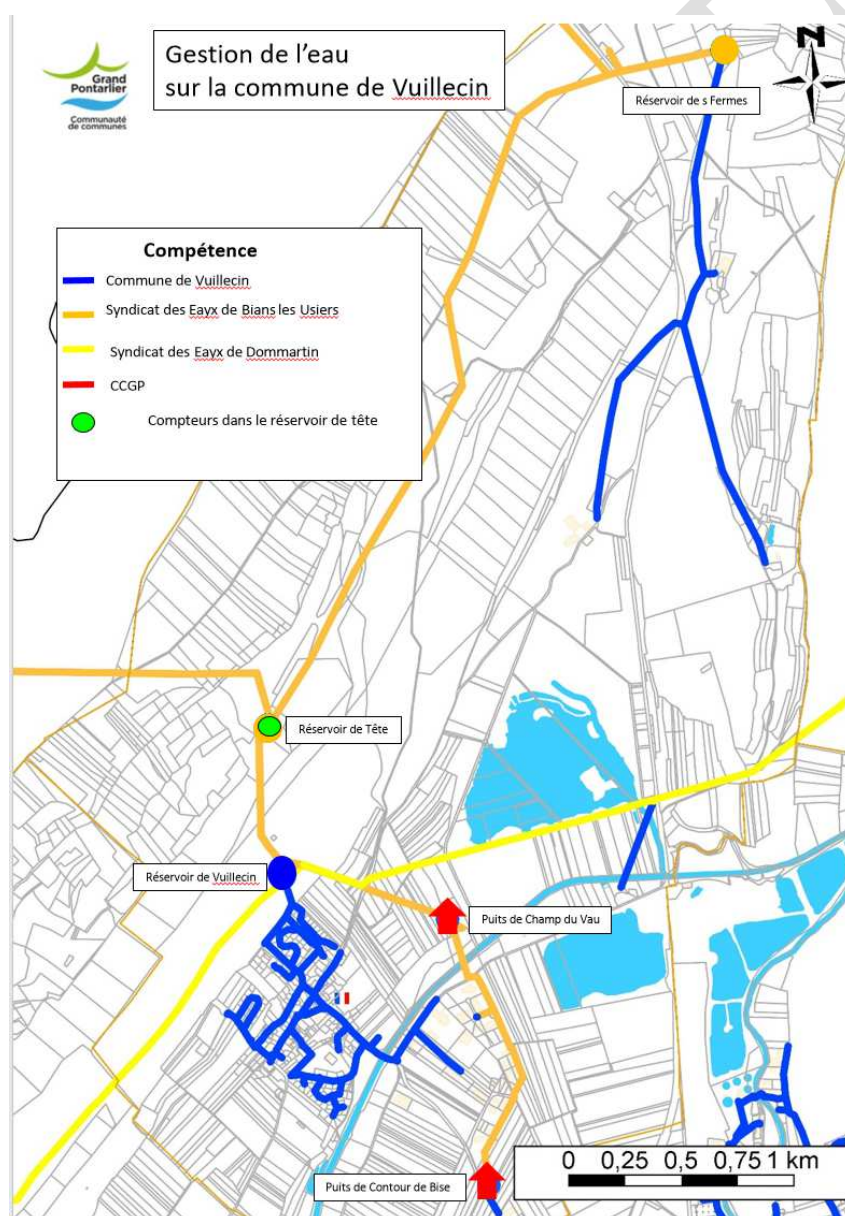 Grand
Pontarlier
Communauté
de communes
Gestion de l'eau
sur la commune de Vuillecin
N
Réservoir de s Fermes
Compétence
Commune de Vuillecin
Syndicat des Eayx de Bians les Usiers
Syndicat des Eayx de Dommartin
CCGP
Compteurs dans le réservoir de tête
Réservoir de Tête
Réservoir de Vuillecin
Puits de Champ du Vau
Puits de Contour de Bise
0 0,25 0,5 0,75 1 km